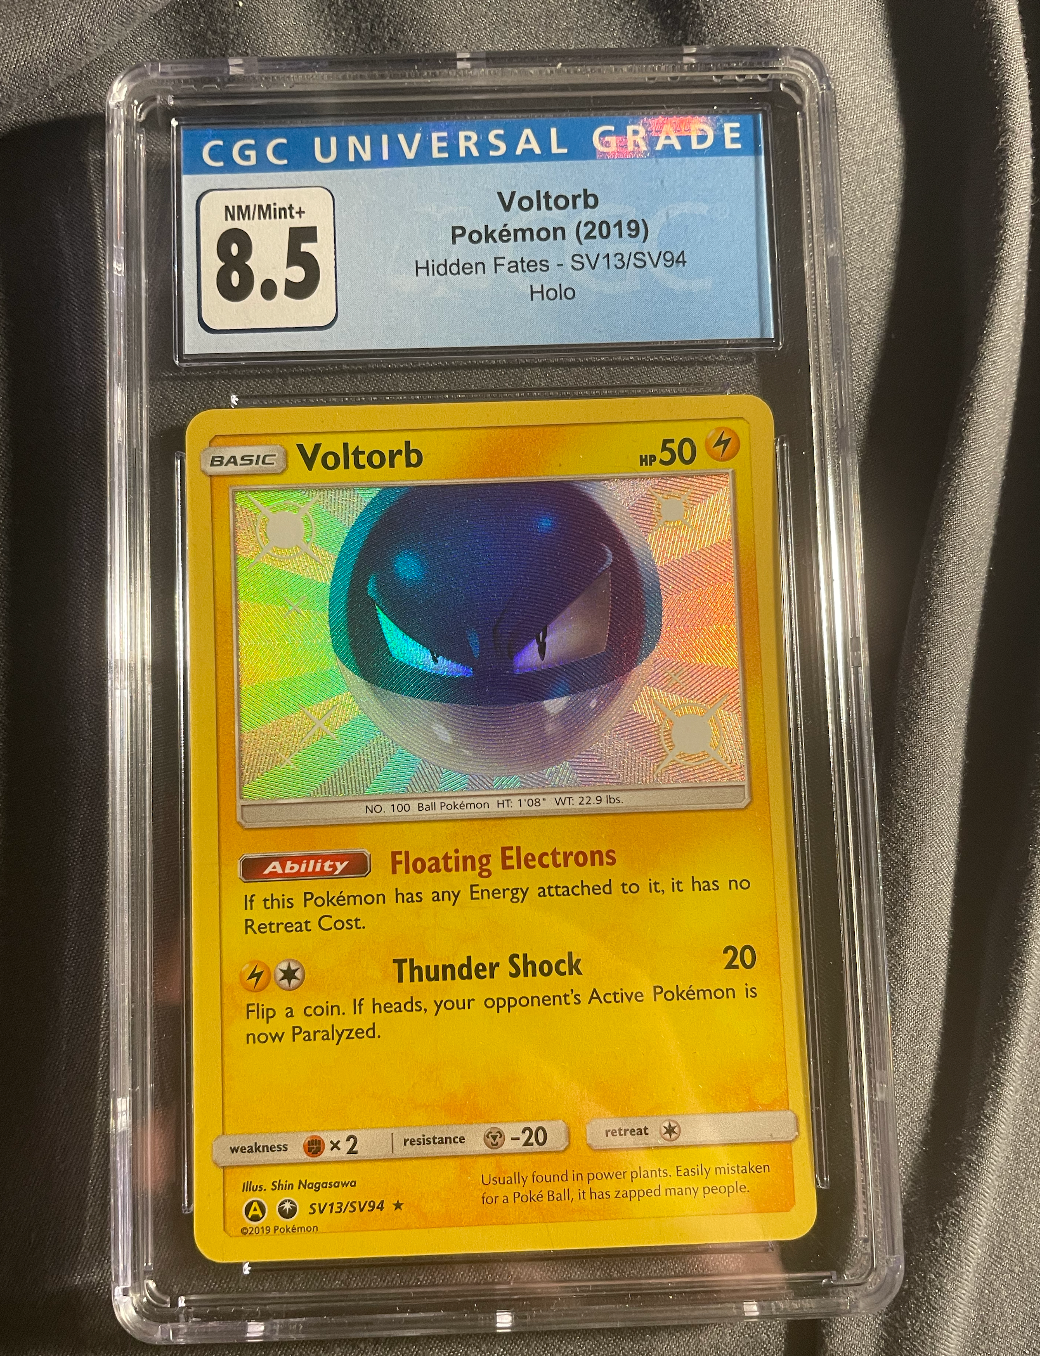 CGC UNIVERSAL GRADE
NM/Mint+
8.5
Voltorb
Pokémon (2019)
Hidden Fates - SV13/SV94
Holo
BASIC Voltorb HP 50
NO. 100 Ball Pokémon HT: 1'08" WT: 22.9 lbs.
Ability Floating Electrons
If this Pokémon has any Energy attached to it, it has no
Retreat Cost.
Thunder Shock 20
Flip a coin. If heads, your opponent's Active Pokémon is
now Paralyzed.
weakness ×2 resistance -20 retreat
Illus. Shin Nagasawa
A SV13/SV94 ★
©2019 Pokémon
Usually found in power plants. Easily mistaken
for a Poké Ball, it has zapped many people.